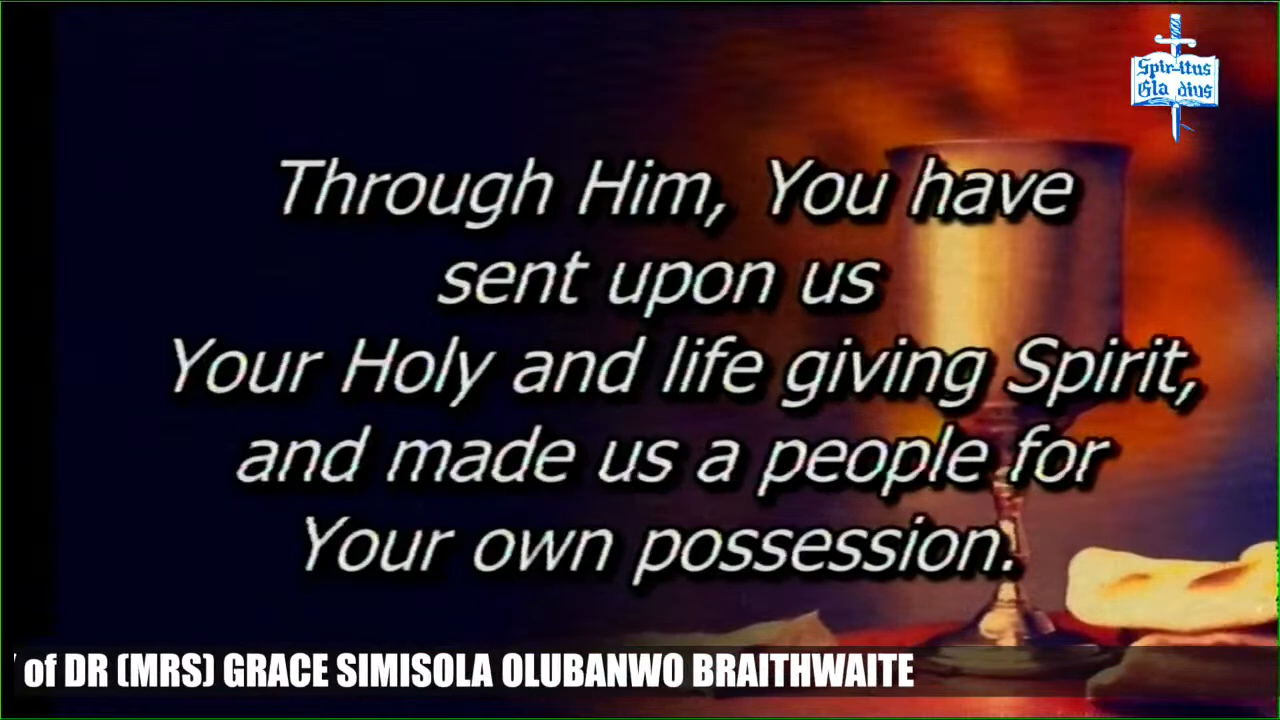 Spiritus
Gladius
Through Him, You have
sent upon us
Your Holy and life giving Spirit,
and made us a people for
Your own possession.
of DR (MRS) GRACE SIMISOLA OLUBANWO BRAITHWAITE